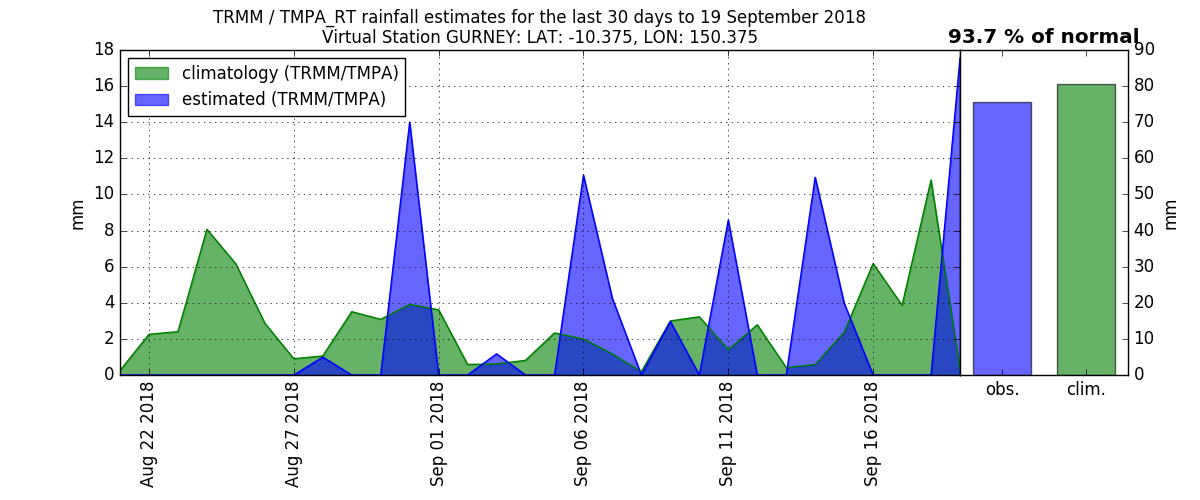 TRMM / TMPA_RT rainfall estimates for the last 30 days to 19 September 2018
Virtual Station GURNEY: LAT: -10.375, LON: 150.375
93.7 % of normal
climatology (TRMM/TMPA)
estimated (TRMM/TMPA)
18
16
14
12
10
8
6
4
2
0
mm
90
80
70
60
50
40
30
20
10
0
mm
Aug 22 2018
Aug 27 2018
Sep 01 2018
Sep 06 2018
Sep 11 2018
Sep 16 2018
obs.
clim.